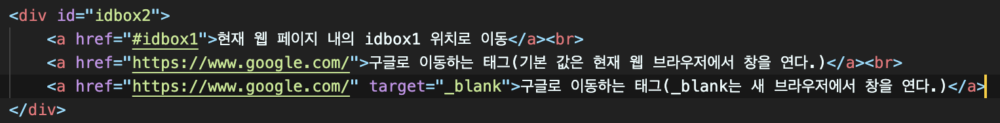 <div id="idbox2">
<a href="#idbox1">현재 웹 페이지 내의 idbox1 위치로 이동</a><br>
<a href="https://www.google.com/">구글로 이동하는 태그(기본 값은 현재 웹 브라우저에서 창을 연다.)</a><br>
<a href="https://www.google.com/" target="_blank">구글로 이동하는 태그(_blank는 새 브라우저에서 창을 연다.)</a>
</div>